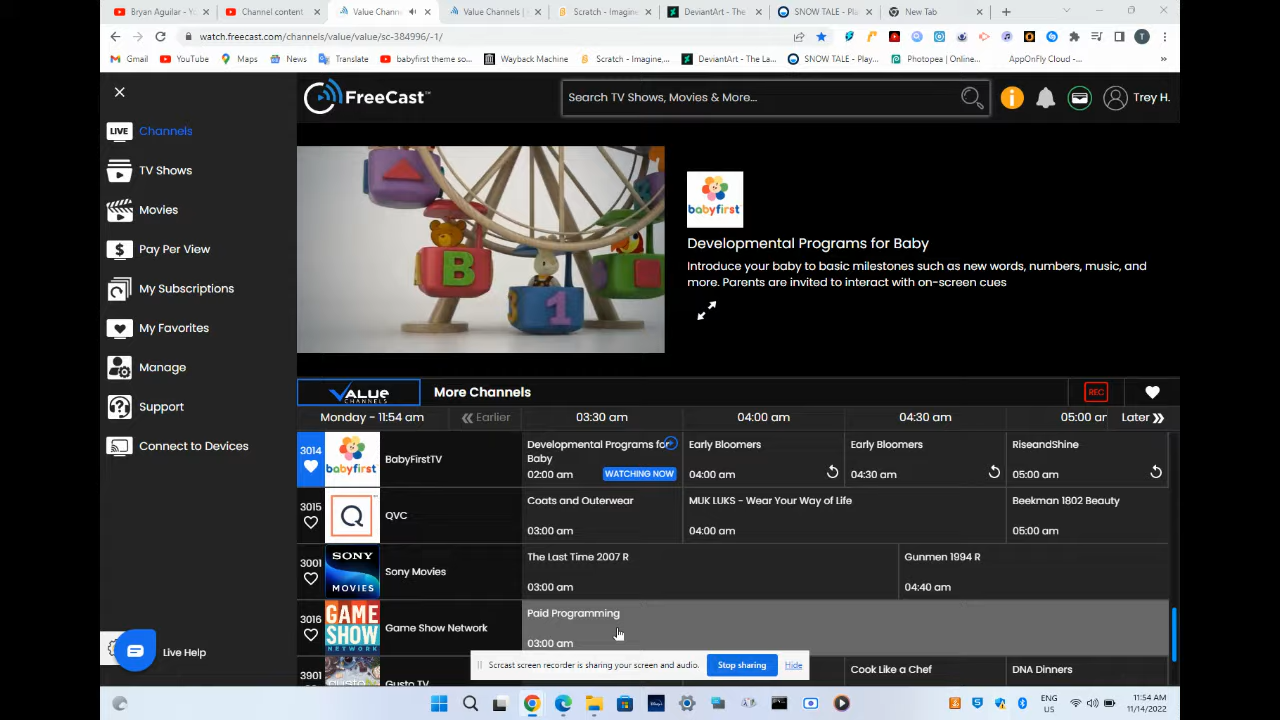 Bryan Aguilar - Yo
Channel content
Value Chann
Value Channels |
Scratch - Imagine
DeviantArt - The
SNOW TALE - Pla
New Tab
watch.freecast.com/channels/value/value/sc-384996/-1/
T
Gmail
YouTube
Maps
News
Translate
babyfirst theme so...
Wayback Machine
Scratch - Imagine,...
DeviantArt - The La...
SNOW TALE - Play...
Photopea | Online...
AppOnFly Cloud -...
FreeCast™
Search TV Shows, Movies & More...
Trey H.
LIVE Channels
TV Shows
Movies
Pay Per View
My Subscriptions
My Favorites
Manage
Support
Connect to Devices
Live Help
B
3 1
babyfirst
Developmental Programs for Baby
Introduce your baby to basic milestones such as new words, numbers, music, and
more. Parents are invited to interact with on-screen cues
VALUE CHANNELS
More Channels
REC
Monday - 11:54 am
Earlier
03:30 am
04:00 am
04:30 am
05:00 ar
Later
3014
babyfirst
BabyFirstTV
Developmental Programs for
Baby
02:00 am
WATCHING NOW
Early Bloomers
04:00 am
Early Bloomers
04:30 am
RiseandShine
05:00 am
3015
Q
QVC
Coats and Outerwear
03:00 am
MUK LUKS - Wear Your Way of Life
04:00 am
Beekman 1802 Beauty
05:00 am
3001
SONY
MOVIES
Sony Movies
The Last Time 2007 R
03:00 am
Gunmen 1994 R
04:40 am
3016
GAME
SHOW
NETWORK
Game Show Network
Paid Programming
03:00 am
3901
Gusto TV
Cook Like a Chef
DNA Demons
Scrcast screen recorder is sharing your screen and audio.
Stop sharing
Hide
ENG
US
11:54 AM
11/14/2022